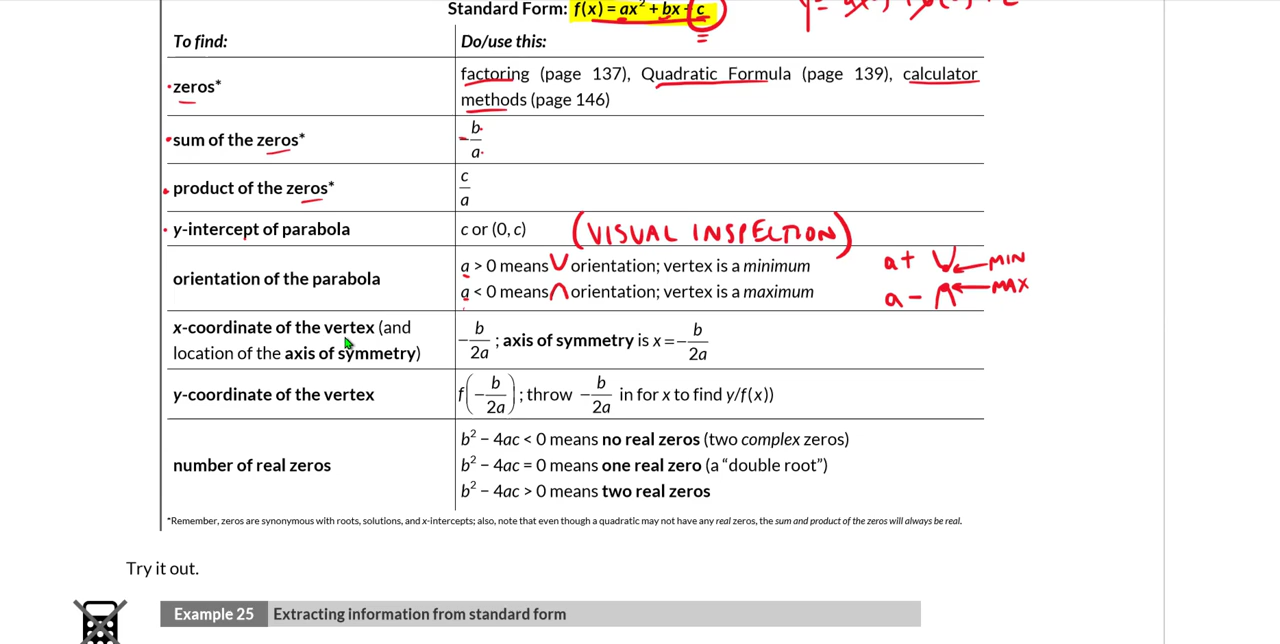 Standard Form: f(x) = ax² + bx + c
To find: Do/use this:
zeros* factoring (page 137), Quadratic Formula (page 139), calculator
methods (page 146)
sum of the zeros* −b/a
product of the zeros* c/a
y-intercept of parabola c or (0, c) (VISUAL INSPECTION)
orientation of the parabola
a > 0 means ∪ orientation; vertex is a minimum a+ ∪ ← MIN
a < 0 means ∩ orientation; vertex is a maximum a − ∩ ← MAX
x-coordinate of the vertex (and
location of the axis of symmetry)
−b/2a ; axis of symmetry is x = −b/2a
y-coordinate of the vertex f(−b/2a) ; throw −b/2a in for x to find y/f(x))
number of real zeros
b² − 4ac < 0 means no real zeros (two complex zeros)
b² − 4ac = 0 means one real zero (a “double root”)
b² − 4ac > 0 means two real zeros
*Remember, zeros are synonymous with roots, solutions, and x-intercepts; also, note that even though a quadratic may not have any real zeros, the sum and product of the zeros will always be real.
Try it out.
Example 25 Extracting information from standard form